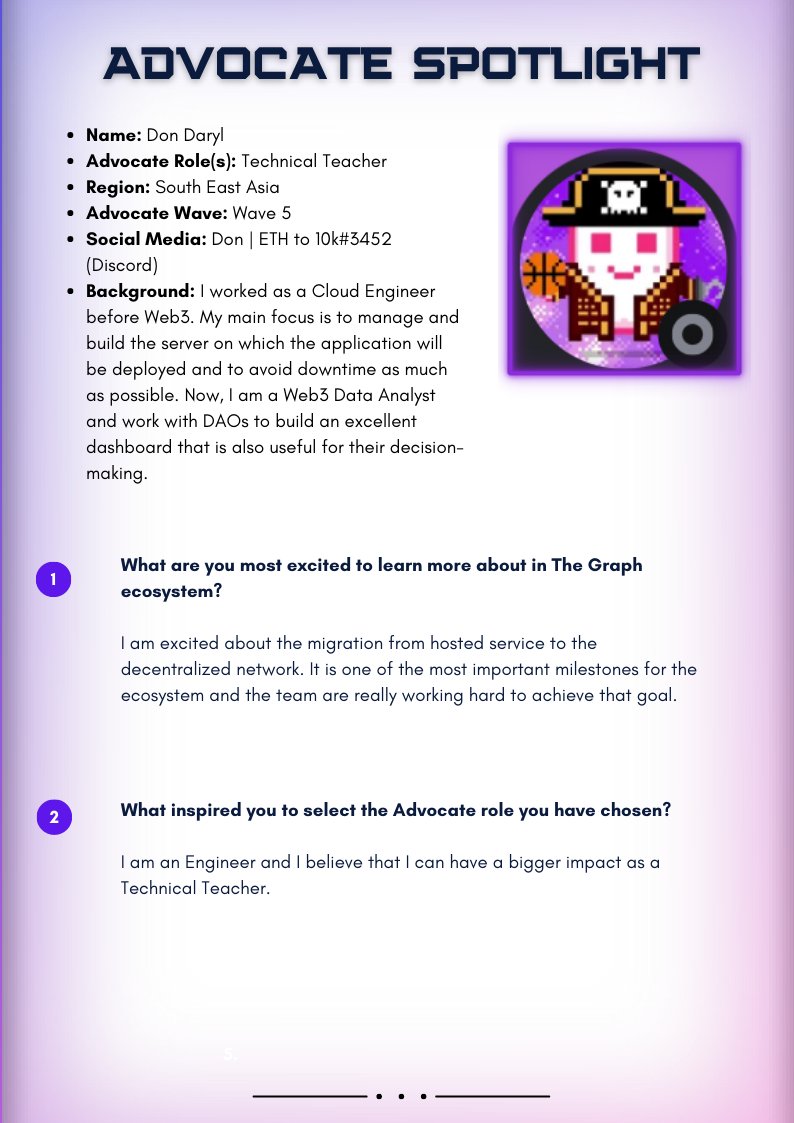 ADVOCATE SPOTLIGHT
• Name: Don Daryl
• Advocate Role(s): Technical Teacher
• Region: South East Asia
• Advocate Wave: Wave 5
• Social Media: Don | ETH to 10k#3452
(Discord)
• Background: I worked as a Cloud Engineer
before Web3. My main focus is to manage and
build the server on which the application will
be deployed and to avoid downtime as much
as possible. Now, I am a Web3 Data Analyst
and work with DAOs to build an excellent
dashboard that is also useful for their decision-
making.
1
What are you most excited to learn more about in The Graph
ecosystem?
I am excited about the migration from hosted service to the
decentralized network. It is one of the most important milestones for the
ecosystem and the team are really working hard to achieve that goal.
2
What inspired you to select the Advocate role you have chosen?
I am an Engineer and I believe that I can have a bigger impact as a
Technical Teacher.
3.